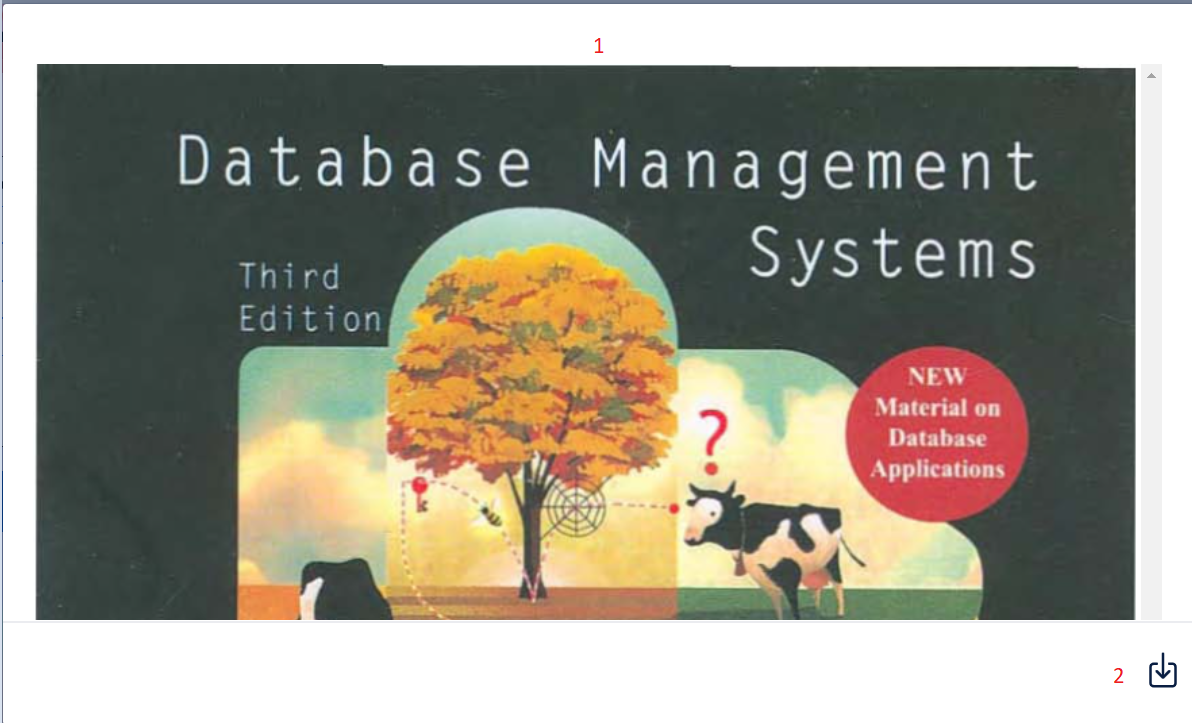 1
Database Management
Systems
Third
Edition
NEW
Material on
Database
Applications
?
2